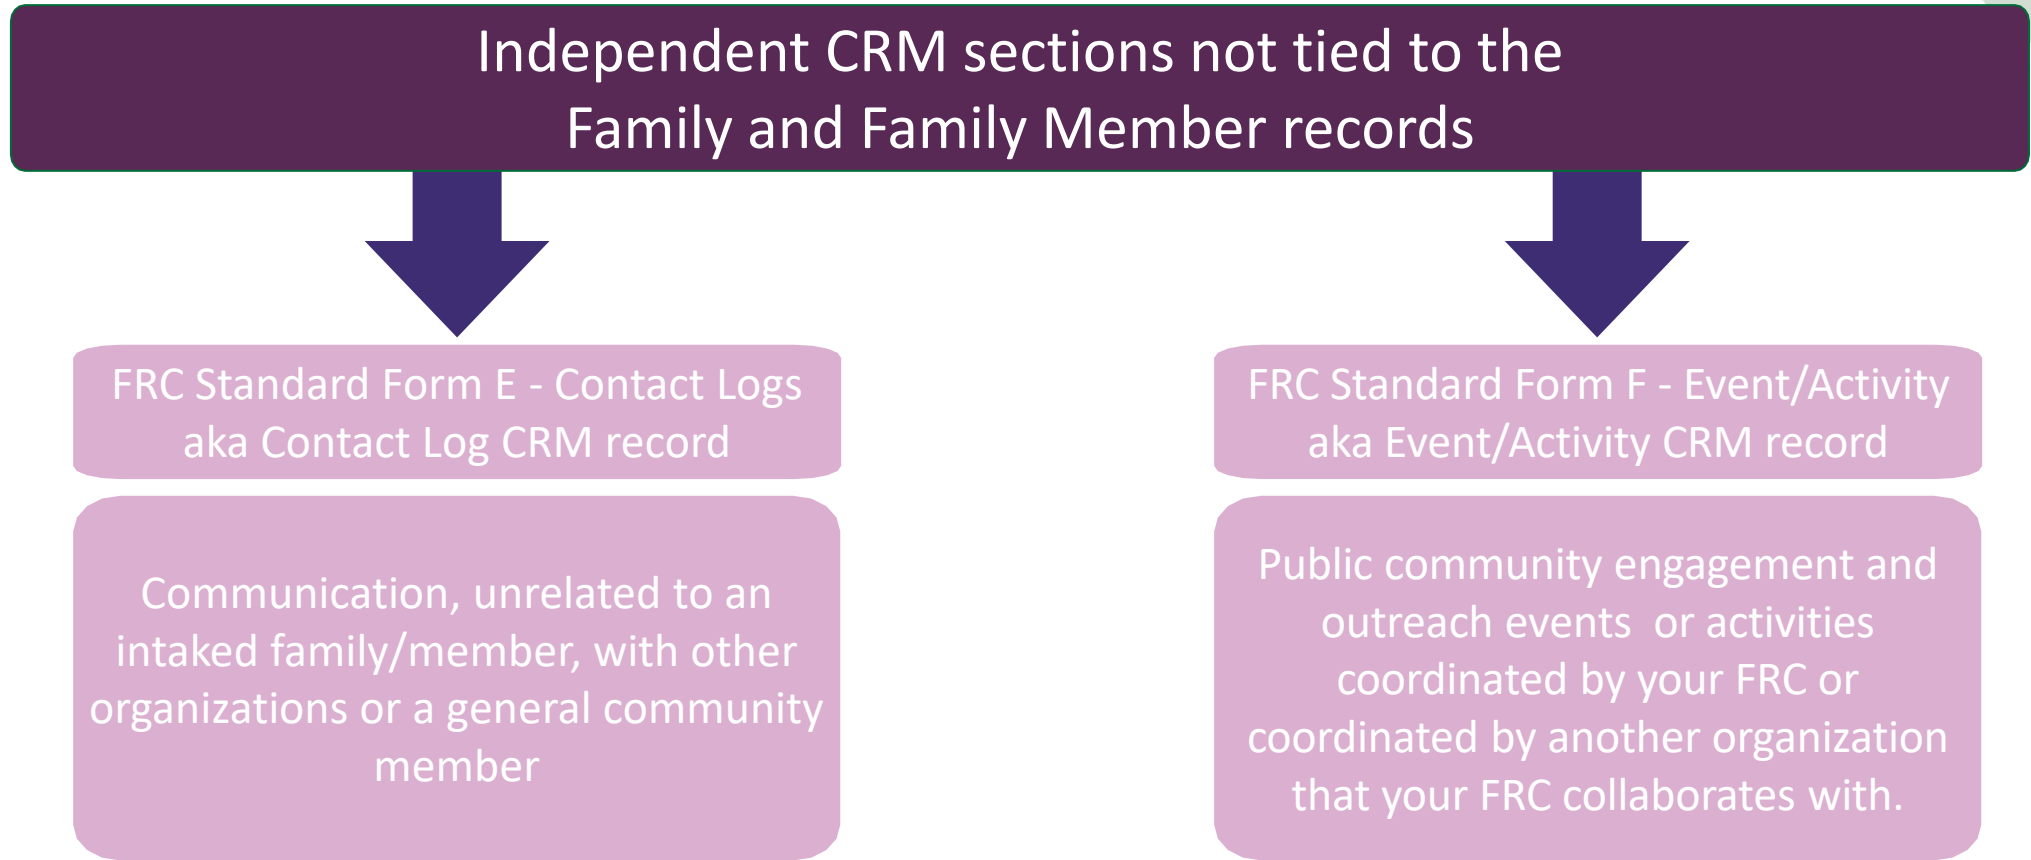 Independent CRM sections not tied to the
Family and Family Member records
FRC Standard Form E - Contact Logs
aka Contact Log CRM record
Communication, unrelated to an
intaked family/member, with other
organizations or a general community
member
FRC Standard Form F - Event/Activity
aka Event/Activity CRM record
Public community engagement and
outreach events  or activities
coordinated by your FRC or
coordinated by another organization
that your FRC collaborates with.